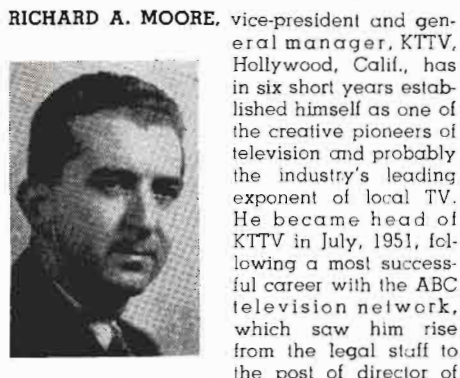 RICHARD A. MOORE, vice-president and gen-
eral manager, KTTV,
Hollywood, Calif., has
in six short years estab-
lished himself as one of
the creative pioneers of
television and probably
the industry's leading
exponent of local TV.
He became head of
KTTV in July, 1951, fol-
lowing a most success-
ful career with the ABC
television network,
which saw him rise
from the legal staff to
the post of director of